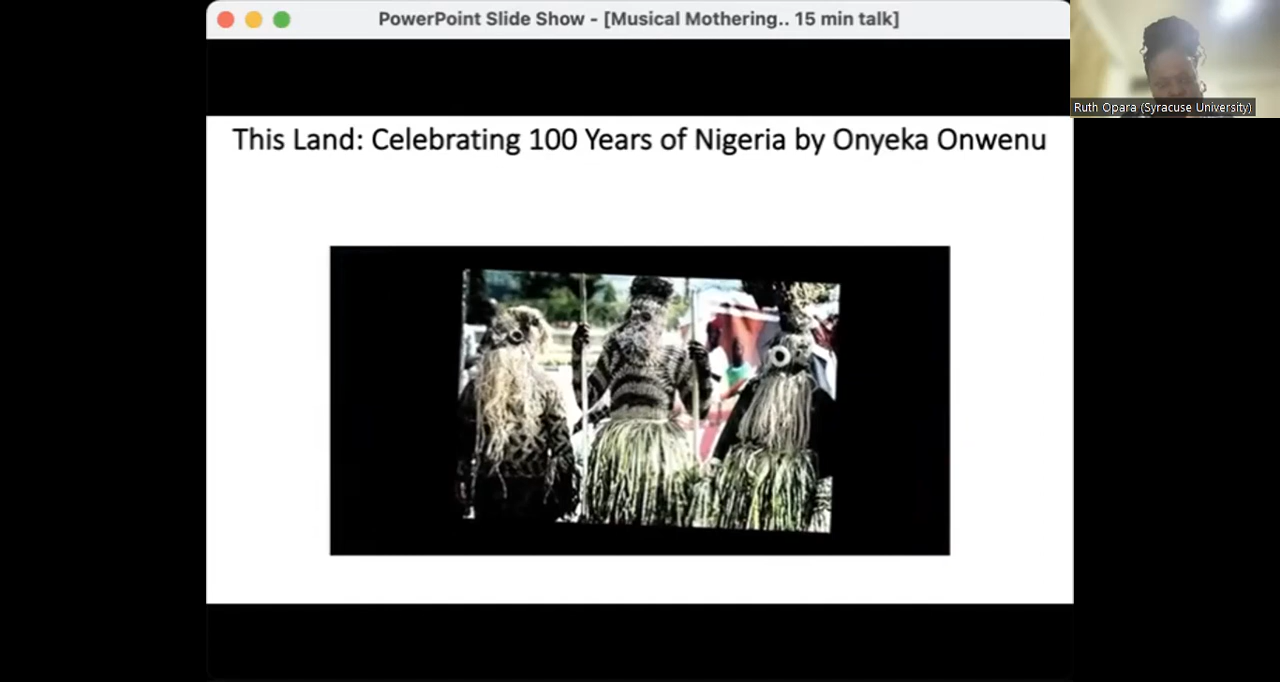 PowerPoint Slide Show - [Musical Mothering.. 15 min talk]
Ruth Opara (Syracuse University)
This Land: Celebrating 100 Years of Nigeria by Onyeka Onwenu